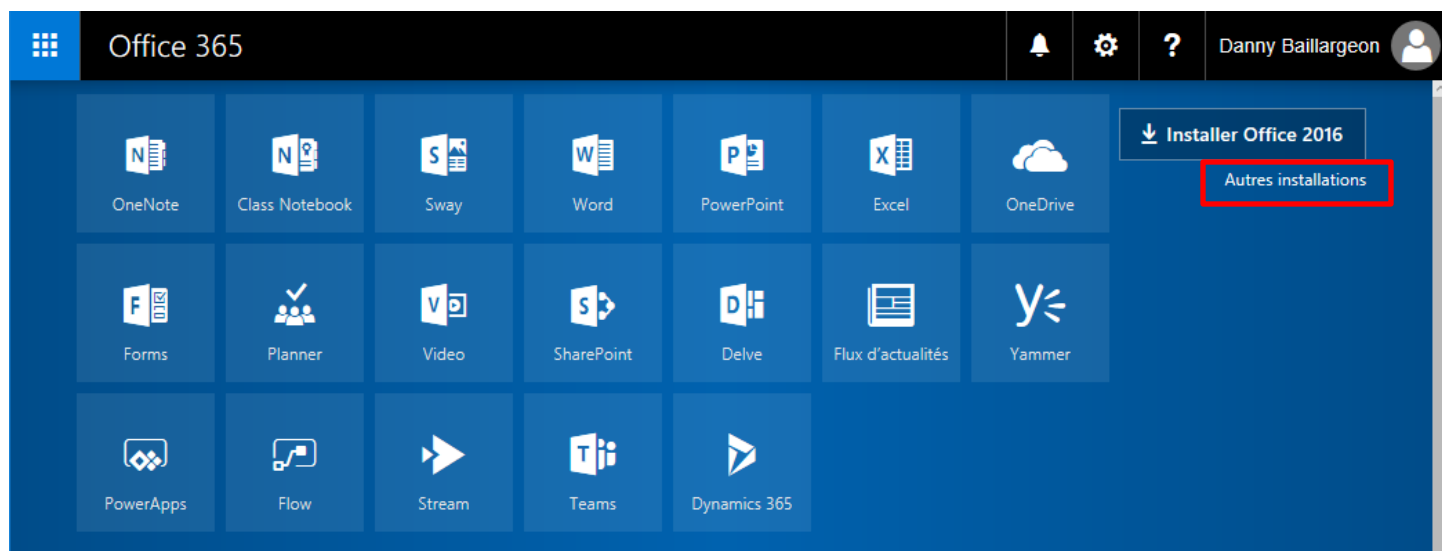 Office 365
?
Danny Baillargeon
Installer Office 2016
Autres installations
OneNote
Class Notebook
Sway
Word
PowerPoint
Excel
OneDrive
Forms
Planner
Video
SharePoint
Delve
Flux d'actualités
Yammer
PowerApps
Flow
Stream
Teams
Dynamics 365